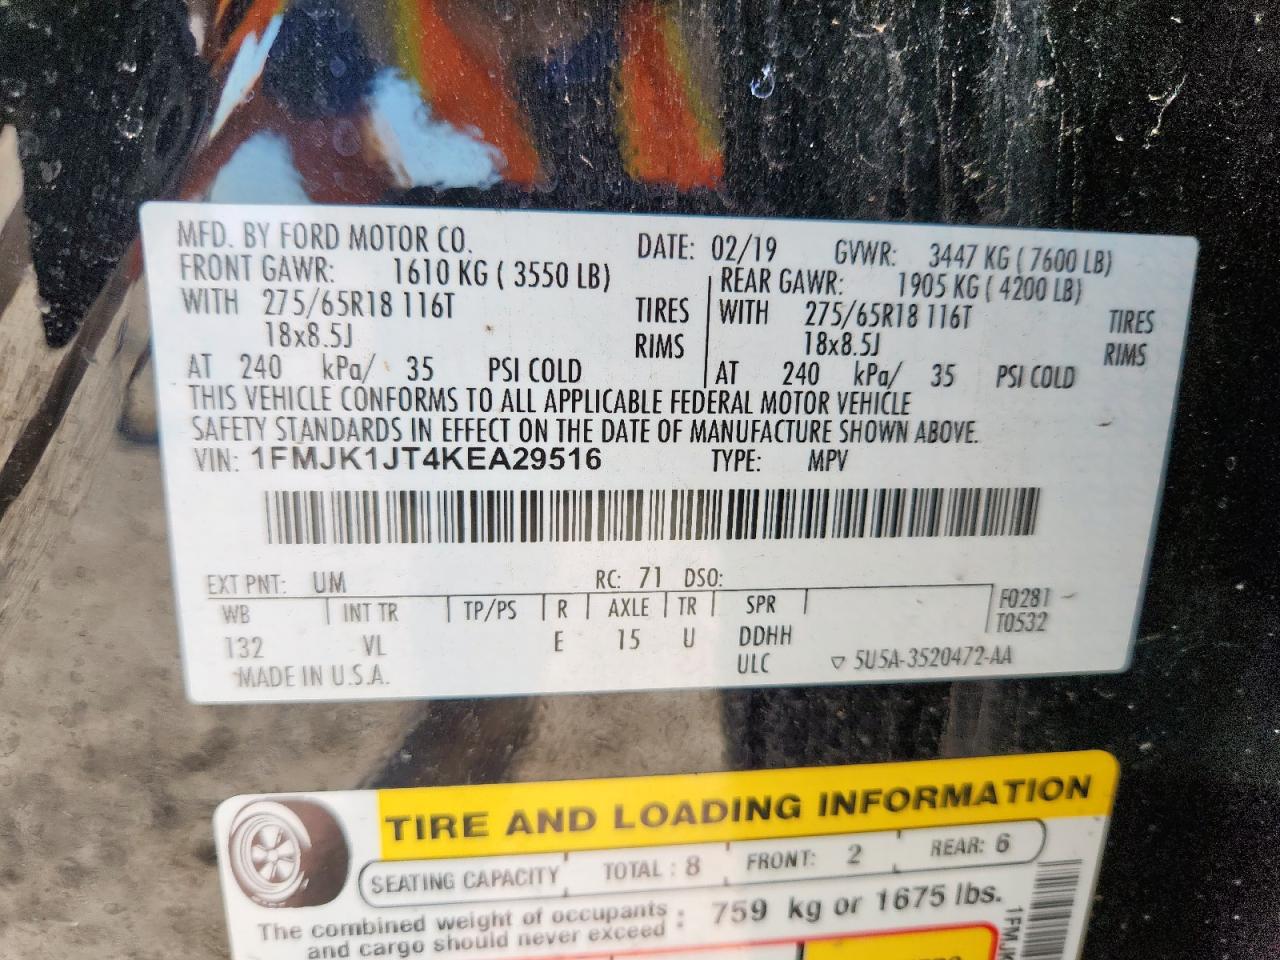 MFD. BY FORD MOTOR CO. DATE: 02/19 GVWR: 3447 KG ( 7600 LB)
FRONT GAWR: 1610 KG ( 3550 LB) REAR GAWR: 1905 KG ( 4200 LB)
WITH 275/65R18 116T TIRES WITH 275/65R18 116T TIRES
18x8.5J RIMS 18x8.5J RIMS
AT 240 kPa/ 35 PSI COLD AT 240 kPa/ 35 PSI COLD
THIS VEHICLE CONFORMS TO ALL APPLICABLE FEDERAL MOTOR VEHICLE
SAFETY STANDARDS IN EFFECT ON THE DATE OF MANUFACTURE SHOWN ABOVE.
VIN: 1FMJK1JT4KEA29516 TYPE: MPV
EXT PNT: UM RC: 71 DSO:
WB INT TR TP/PS R AXLE TR SPR F0281
T0532
132 VL E 15 U DDHH
ULC ▽ 5U5A-3520472-AA
MADE IN U.S.A.
TIRE AND LOADING INFORMATION
SEATING CAPACITY TOTAL : 8 FRONT: 2 REAR: 6
The combined weight of occupants
and cargo should never exceed : 759 kg or 1675 lbs.
1FMJK